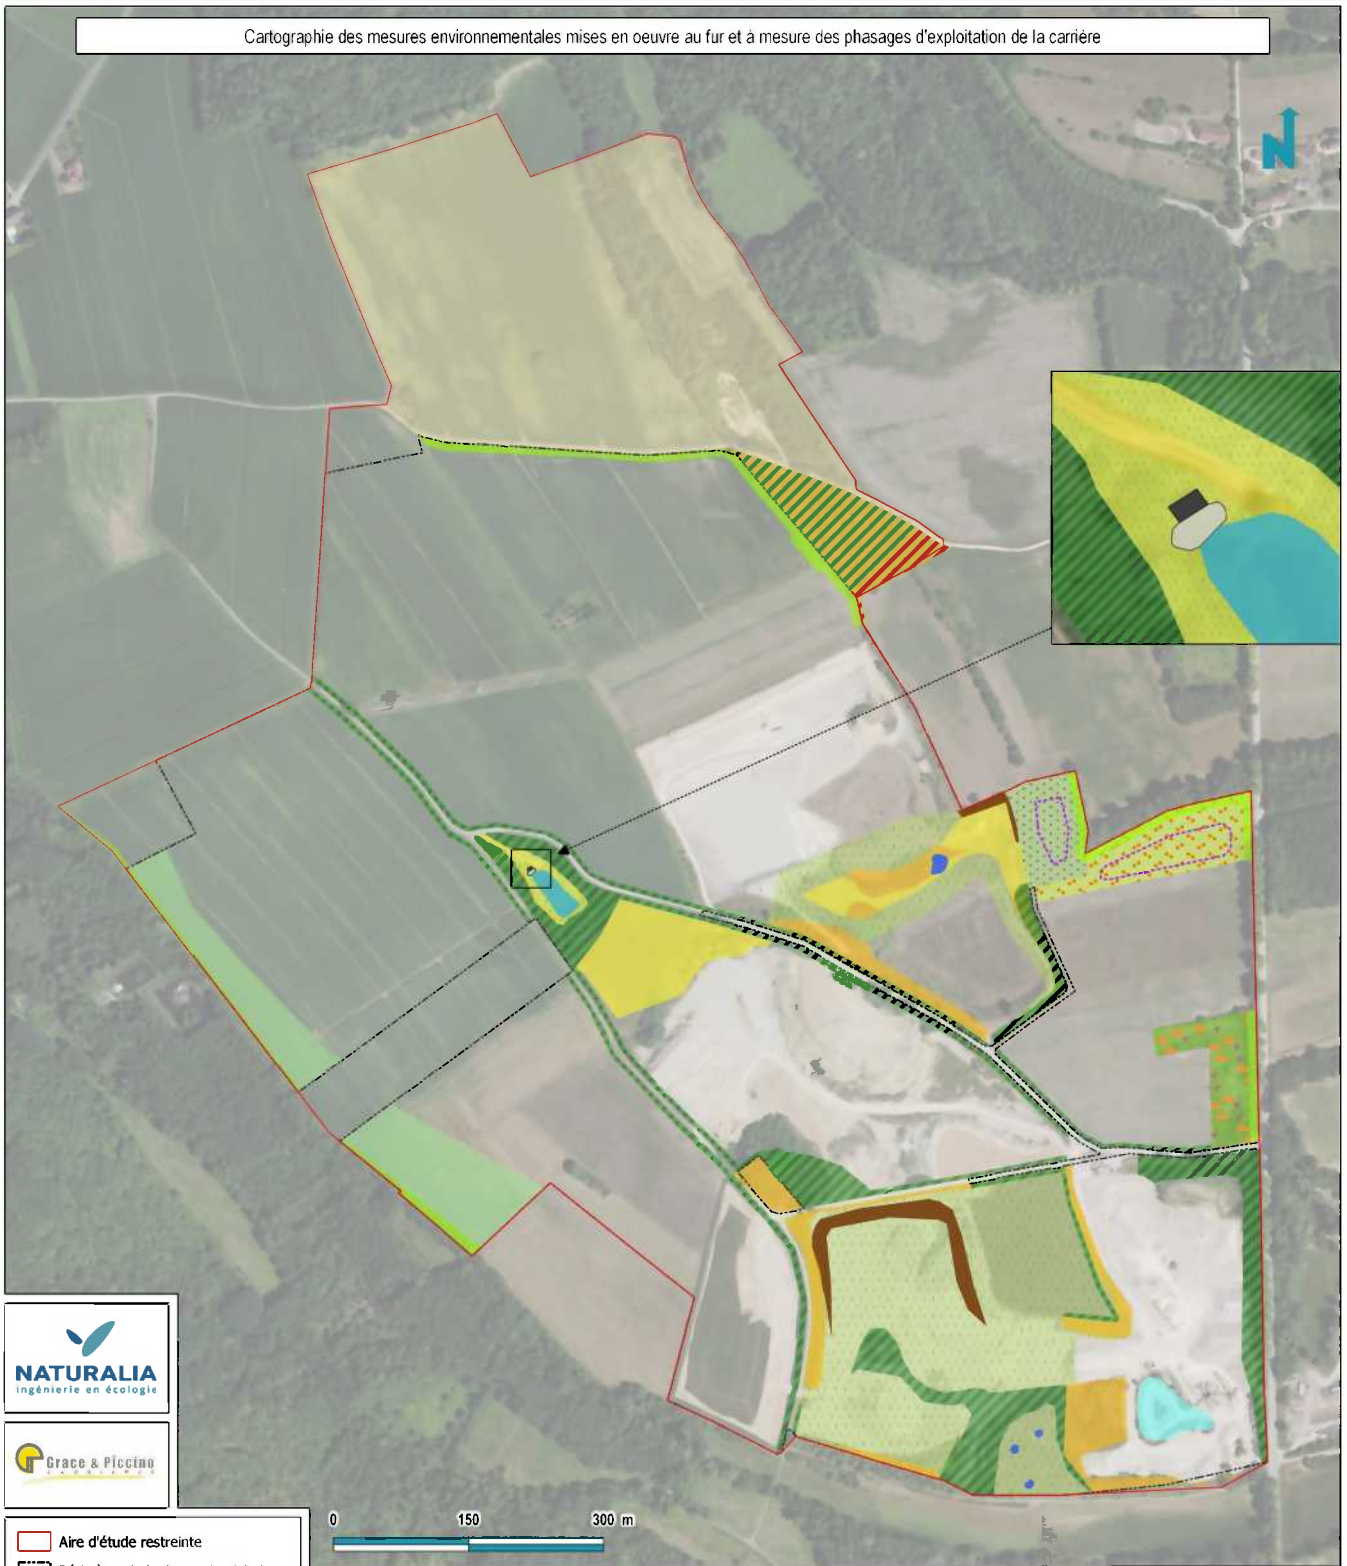 Cartographie des mesures environnementales mises en oeuvre au fur et à mesure des phasages d'exploitation de la carrière
N
NATURALIA
ingénierie en écologie
Grace & Piccino
CARRIERES
0 150 300 m
Aire d'étude restreinte